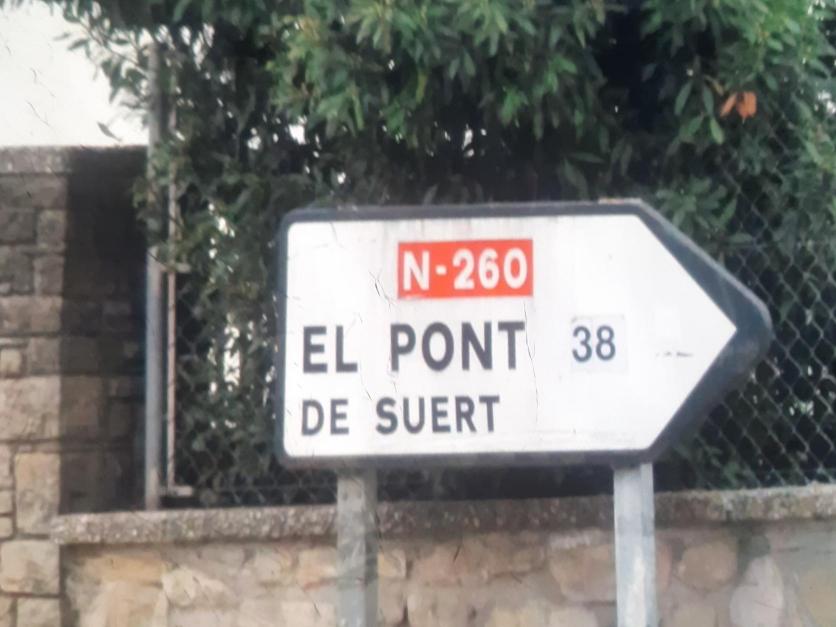 N-260
EL PONT 38
DE SUERT